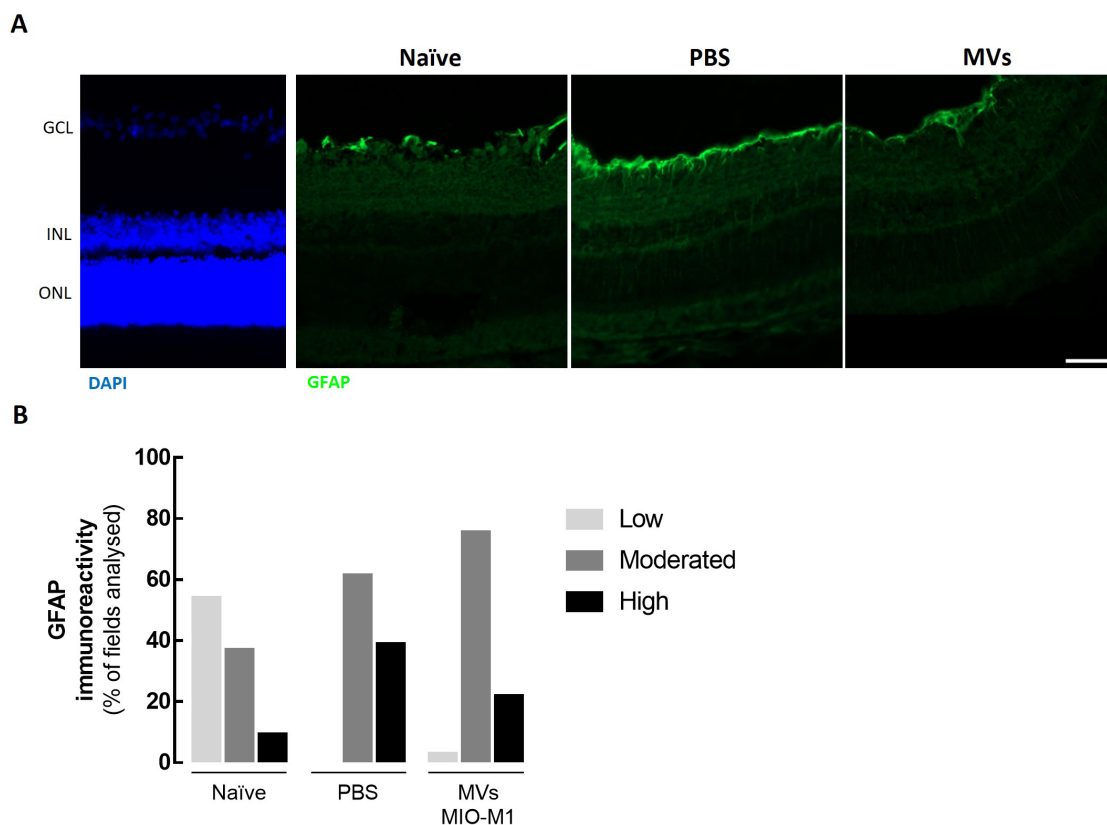 A
Naïve
PBS
MVs
GCL
INL
ONL
DAPI
GFAP
B
GFAP
immunoreactivity
(% of fields analysed)
100
80
60
40
20
0
Low
Moderated
High
Naïve
PBS
MVs
MIO-M1